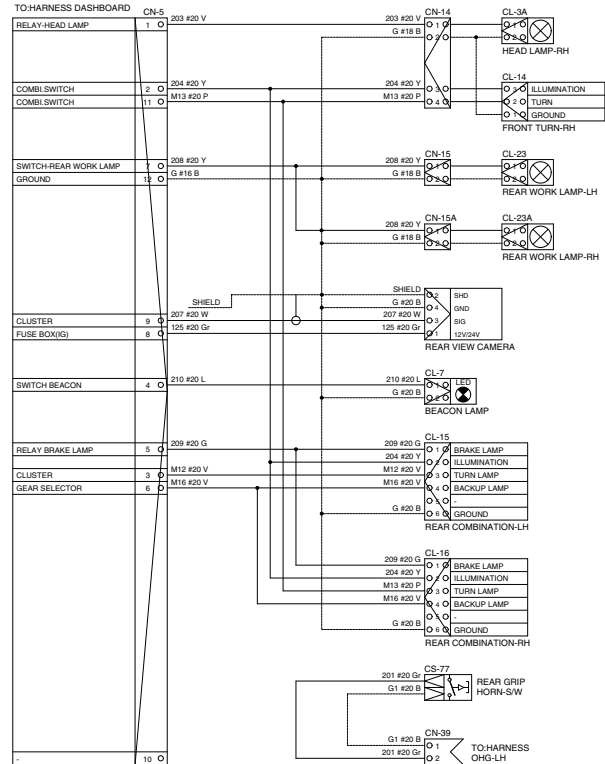 TO:HARNESS DASHBOARD CN-5
RELAY-HEAD LAMP 1 203 #20 V
COMBI.SWITCH 2 204 #20 Y
COMBI.SWITCH 11 M13 #20 P
SWITCH-REAR WORK LAMP 7 208 #20 Y
GROUND 12 G #16 B
SHIELD
CLUSTER 9 207 #20 W
FUSE BOX(IG) 8 125 #20 Gr
SWITCH BEACON 4 210 #20 L
RELAY BRAKE LAMP 5 209 #20 G
CLUSTER 3 M12 #20 V
GEAR SELECTOR 6 M16 #20 V
- 10
CN-14 CL-3A
203 #20 V 1 1
G #18 B 2 2
HEAD LAMP-RH
CL-14
204 #20 Y 3 3 ILLUMINATION
M13 #20 P 4 2 TURN
1 GROUND
FRONT TURN-RH
CN-15 CL-23
208 #20 Y 1 1
G #18 B 2 2
REAR WORK LAMP-LH
CN-15A CL-23A
208 #20 Y 1 1
G #18 B 2 2
REAR WORK LAMP-RH
SHIELD 2 SHD
G #20 B 4 GND
207 #20 W 3 SIG
125 #20 Gr 1 12V/24V
REAR VIEW CAMERA
CL-7
210 #20 L 1 LED
G #20 B 2
BEACON LAMP
CL-15
209 #20 G 1 BRAKE LAMP
204 #20 Y 2 ILLUMINATION
M12 #20 V 3 TURN LAMP
M16 #20 V 4 BACKUP LAMP
5 -
G #20 B 6 GROUND
REAR COMBINATION-LH
CL-16
209 #20 G 1 BRAKE LAMP
204 #20 Y 2 ILLUMINATION
M13 #20 P 3 TURN LAMP
M16 #20 V 4 BACKUP LAMP
5 -
G #20 B 6 GROUND
REAR COMBINATION-RH
CS-77
201 #20 Gr REAR GRIP
G1 #20 B HORN-S/W
CN-39
G1 #20 B 1 TO:HARNESS
201 #20 Gr 2 OHG-LH